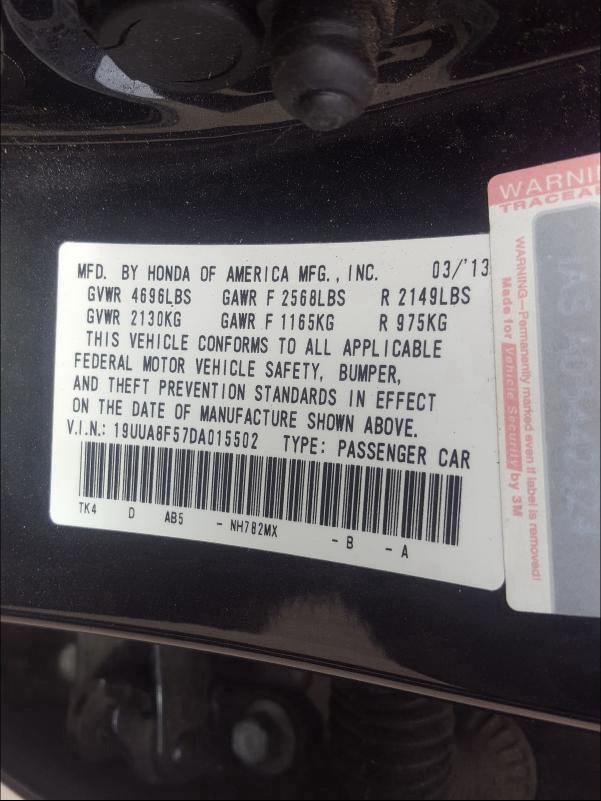 MFD. BY HONDA OF AMERICA MFG., INC. 03/'13
GVWR 4696LBS GAWR F 2568LBS R 2149LBS
GVWR 2130KG GAWR F 1165KG R 975KG
THIS VEHICLE CONFORMS TO ALL APPLICABLE
FEDERAL MOTOR VEHICLE SAFETY, BUMPER,
AND THEFT PREVENTION STANDARDS IN EFFECT
ON THE DATE OF MANUFACTURE SHOWN ABOVE.
V.I.N.: 19UUA8F57DA015502 TYPE: PASSENGER CAR
TK4 D AB5 - NH782MX - B - A
WARNING—Permanently marked even if label is removed!
Made for Vehicle Security by 3M